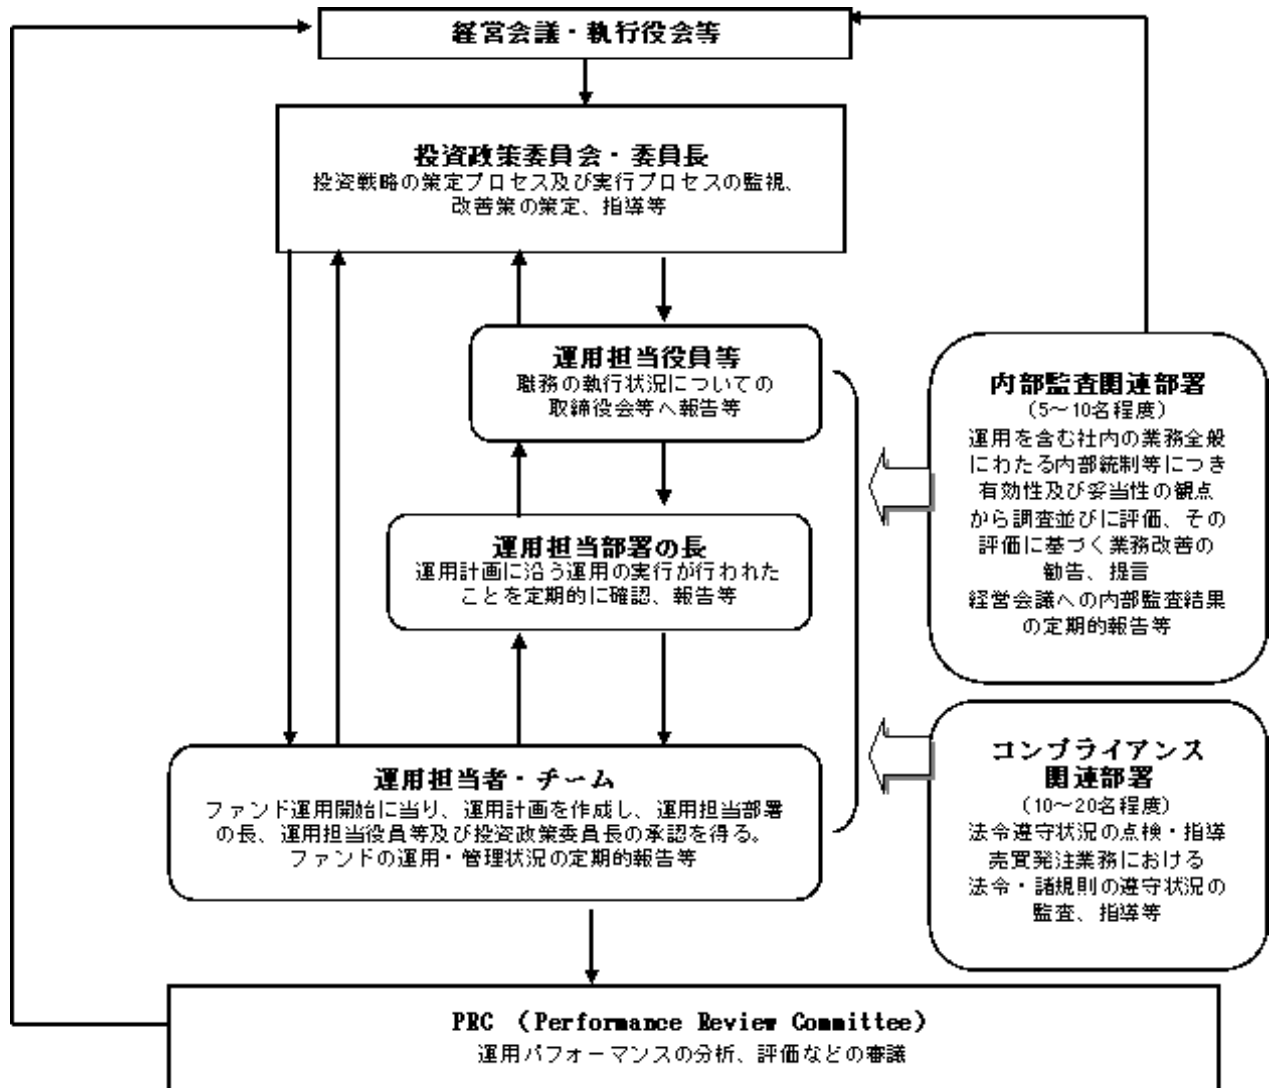 経営会議・執行役会等
投資政策委員会・委員長
投資戦略の策定プロセス及び実行プロセスの監視、
改善策の策定、指導等
運用担当役員等
職務の執行状況についての
取締役会等へ報告等
運用担当部署の長
運用計画に沿う運用の実行が行われた
ことを定期的に確認、報告等
運用担当者・チーム
ファンド運用開始に当り、運用計画を作成し、運用担当部署
の長、運用担当役員等及び投資政策委員長の承認を得る。
ファンドの運用・管理状況の定期的報告等
内部監査関連部署
(5～10名程度)
運用を含む社内の業務全般
にわたる内部統制等につき
有効性及び妥当性の観点
から調査並びに評価、その
評価に基づく業務改善の
勧告、提言
経営会議への内部監査結果
の定期的報告等
コンプライアンス
関連部署
(10～20名程度)
法令遵守状況の点検・指導
売買発注業務における
法令・諸規則の遵守状況の
監査、指導等
PRC （Performance Review Committee）
運用パフォーマンスの分析、評価などの審議